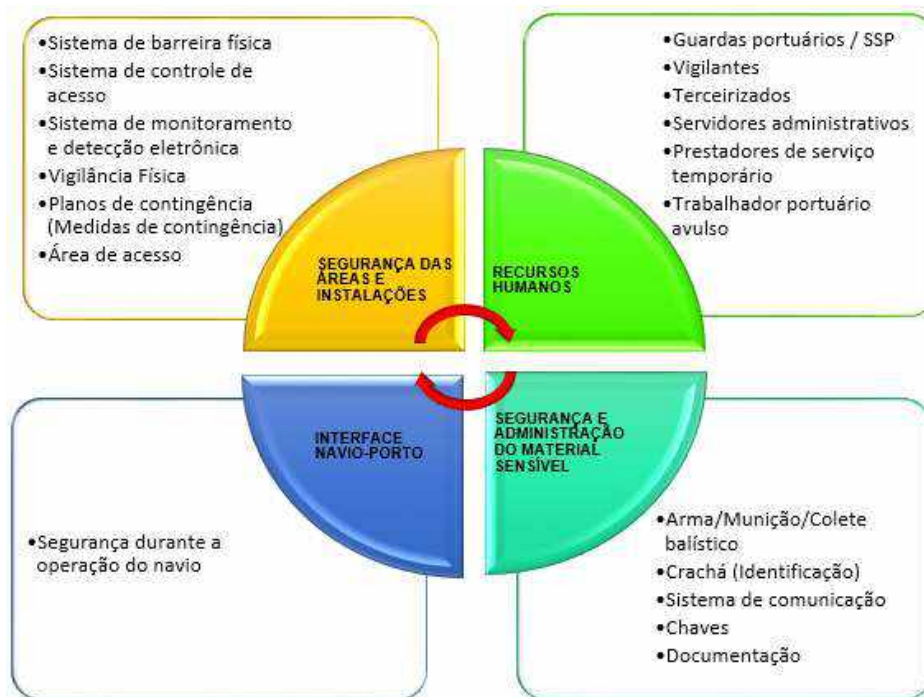 •Sistema de barreira física
•Sistema de controle de
acesso
•Sistema de monitoramento
e detecção eletrônica
•Vigilância Física
•Planos de contingência
(Medidas de contingência)
•Área de acesso
•Guardas portuários / SSP
•Vigilantes
•Terceirizados
•Servidores administrativos
•Prestadores de serviço
temporário
•Trabalhador portuário
avulso
SEGURANÇA DAS
ÁREAS E
INSTALAÇÕES
RECURSOS
HUMANOS
INTERFACE
NAVIO-PORTO
SEGURANÇA E
ADMINISTRAÇÃO
DO MATERIAL
SENSÍVEL
•Segurança durante a
operação do navio
•Arma/Munição/Colete
balístico
•Crachá (Identificação)
•Sistema de comunicação
•Chaves
•Documentação